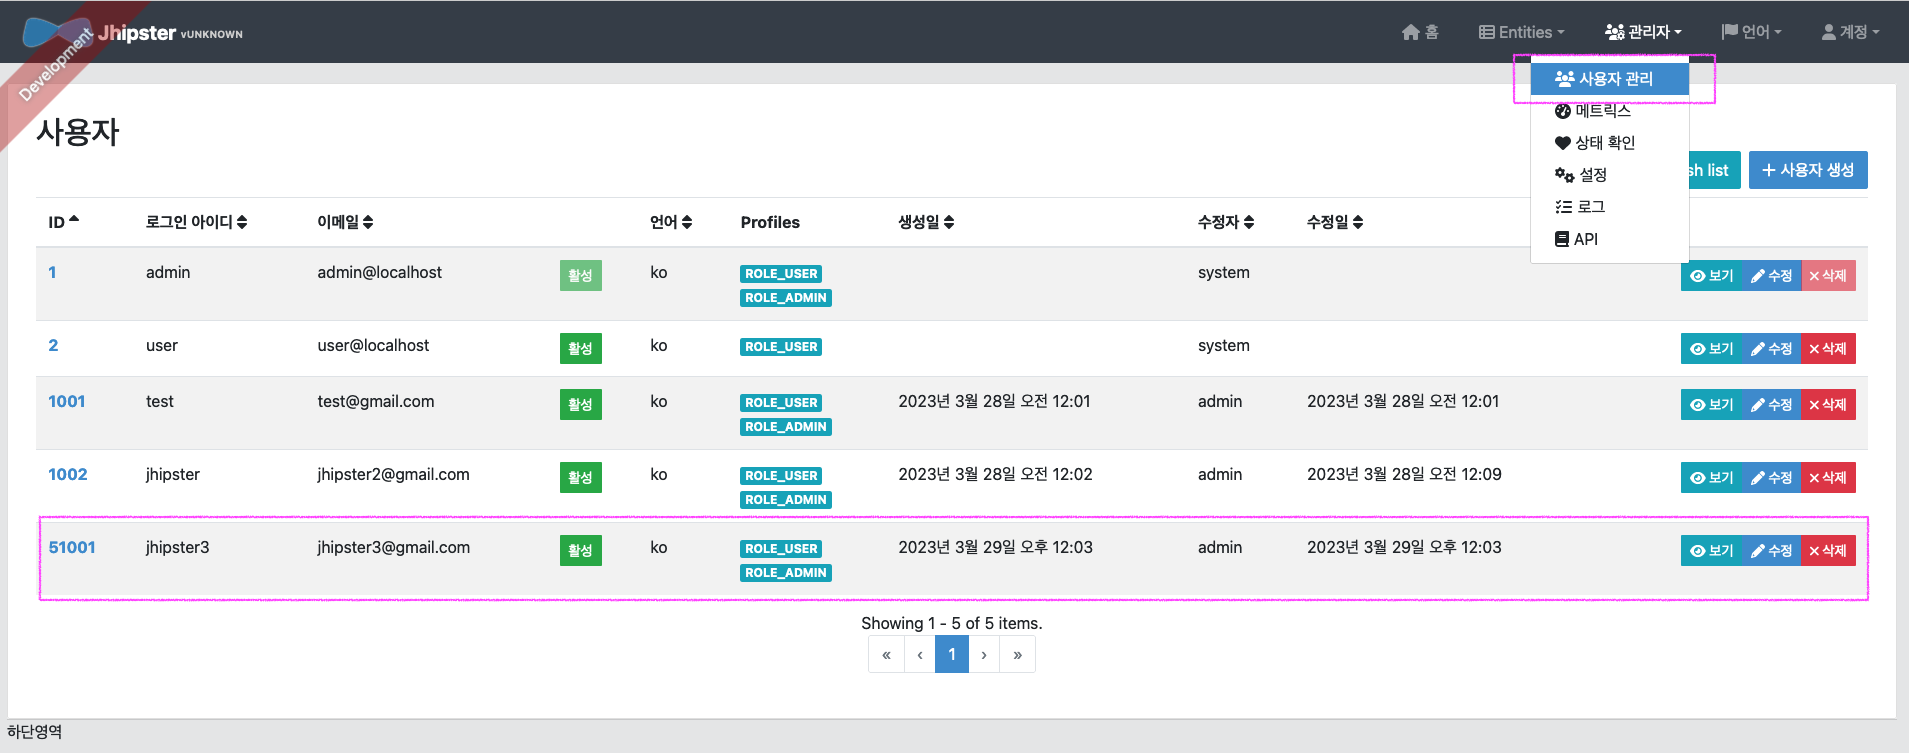 Jhipster vUNKNOWN
Development
홈 Entities 관리자 언어 계정
사용자 관리
메트릭스
상태 확인
설정
로그
API
사용자
sh list + 사용자 생성
ID 로그인 아이디 이메일 언어 Profiles 생성일 수정자 수정일
1 admin admin@localhost 활성 ko ROLE_USER system 보기 수정 삭제
ROLE_ADMIN
2 user user@localhost 활성 ko ROLE_USER system 보기 수정 삭제
1001 test test@gmail.com 활성 ko ROLE_USER 2023년 3월 28일 오전 12:01 admin 2023년 3월 28일 오전 12:01 보기 수정 삭제
ROLE_ADMIN
1002 jhipster jhipster2@gmail.com 활성 ko ROLE_USER 2023년 3월 28일 오전 12:02 admin 2023년 3월 28일 오전 12:09 보기 수정 삭제
ROLE_ADMIN
51001 jhipster3 jhipster3@gmail.com 활성 ko ROLE_USER 2023년 3월 29일 오후 12:03 admin 2023년 3월 29일 오후 12:03 보기 수정 삭제
ROLE_ADMIN
Showing 1 - 5 of 5 items.
« ‹ 1 › »
하단영역